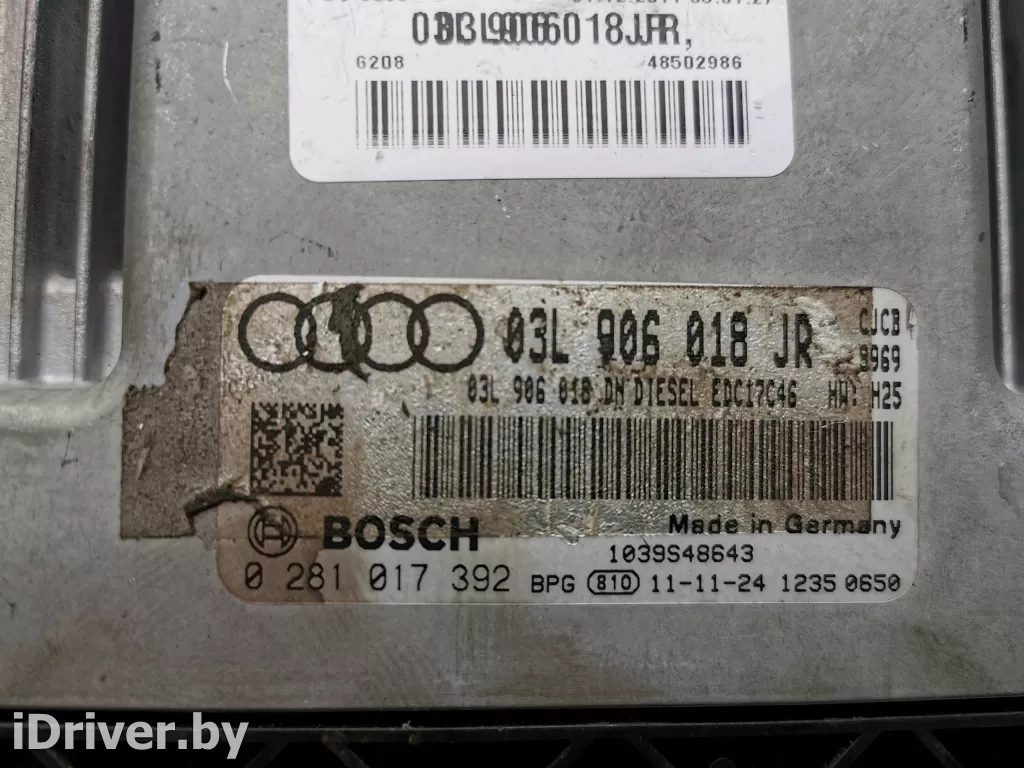 6208 48502986
03L 906 018 JR CJCB
9969
03L 906 018 DN DIESEL EDC17C46 HW: H25
BOSCH Made in Germany
1039S48643
0 281 017 392 BPG 810 11-11-24 1235 0650
iDriver.by